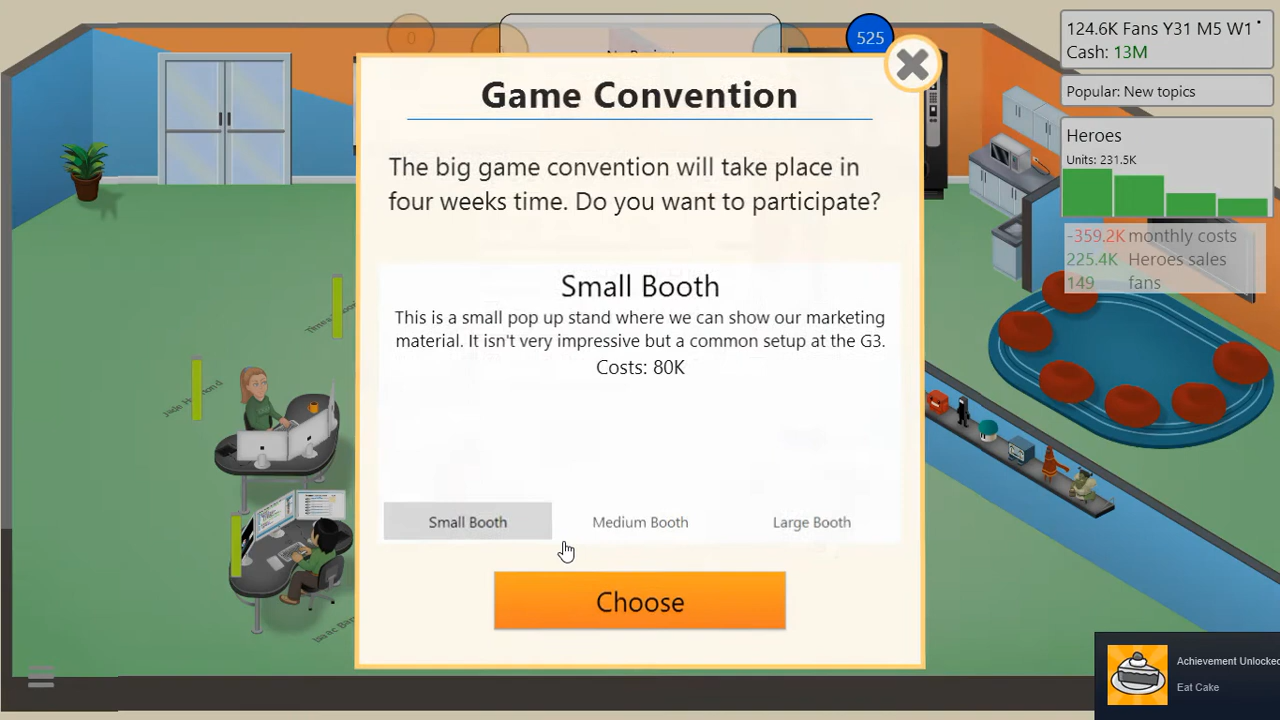 0
525
124.6K Fans Y31 M5 W1
Cash: 13M
Popular: New topics
Heroes
Units: 231.5K
-359.2K monthly costs
225.4K Heroes sales
149 fans
Game Convention
The big game convention will take place in
four weeks time. Do you want to participate?
Small Booth
This is a small pop up stand where we can show our marketing
material. It isn't very impressive but a common setup at the G3.
Costs: 80K
Small Booth Medium Booth Large Booth
Choose
Achievement Unlocked
Eat Cake